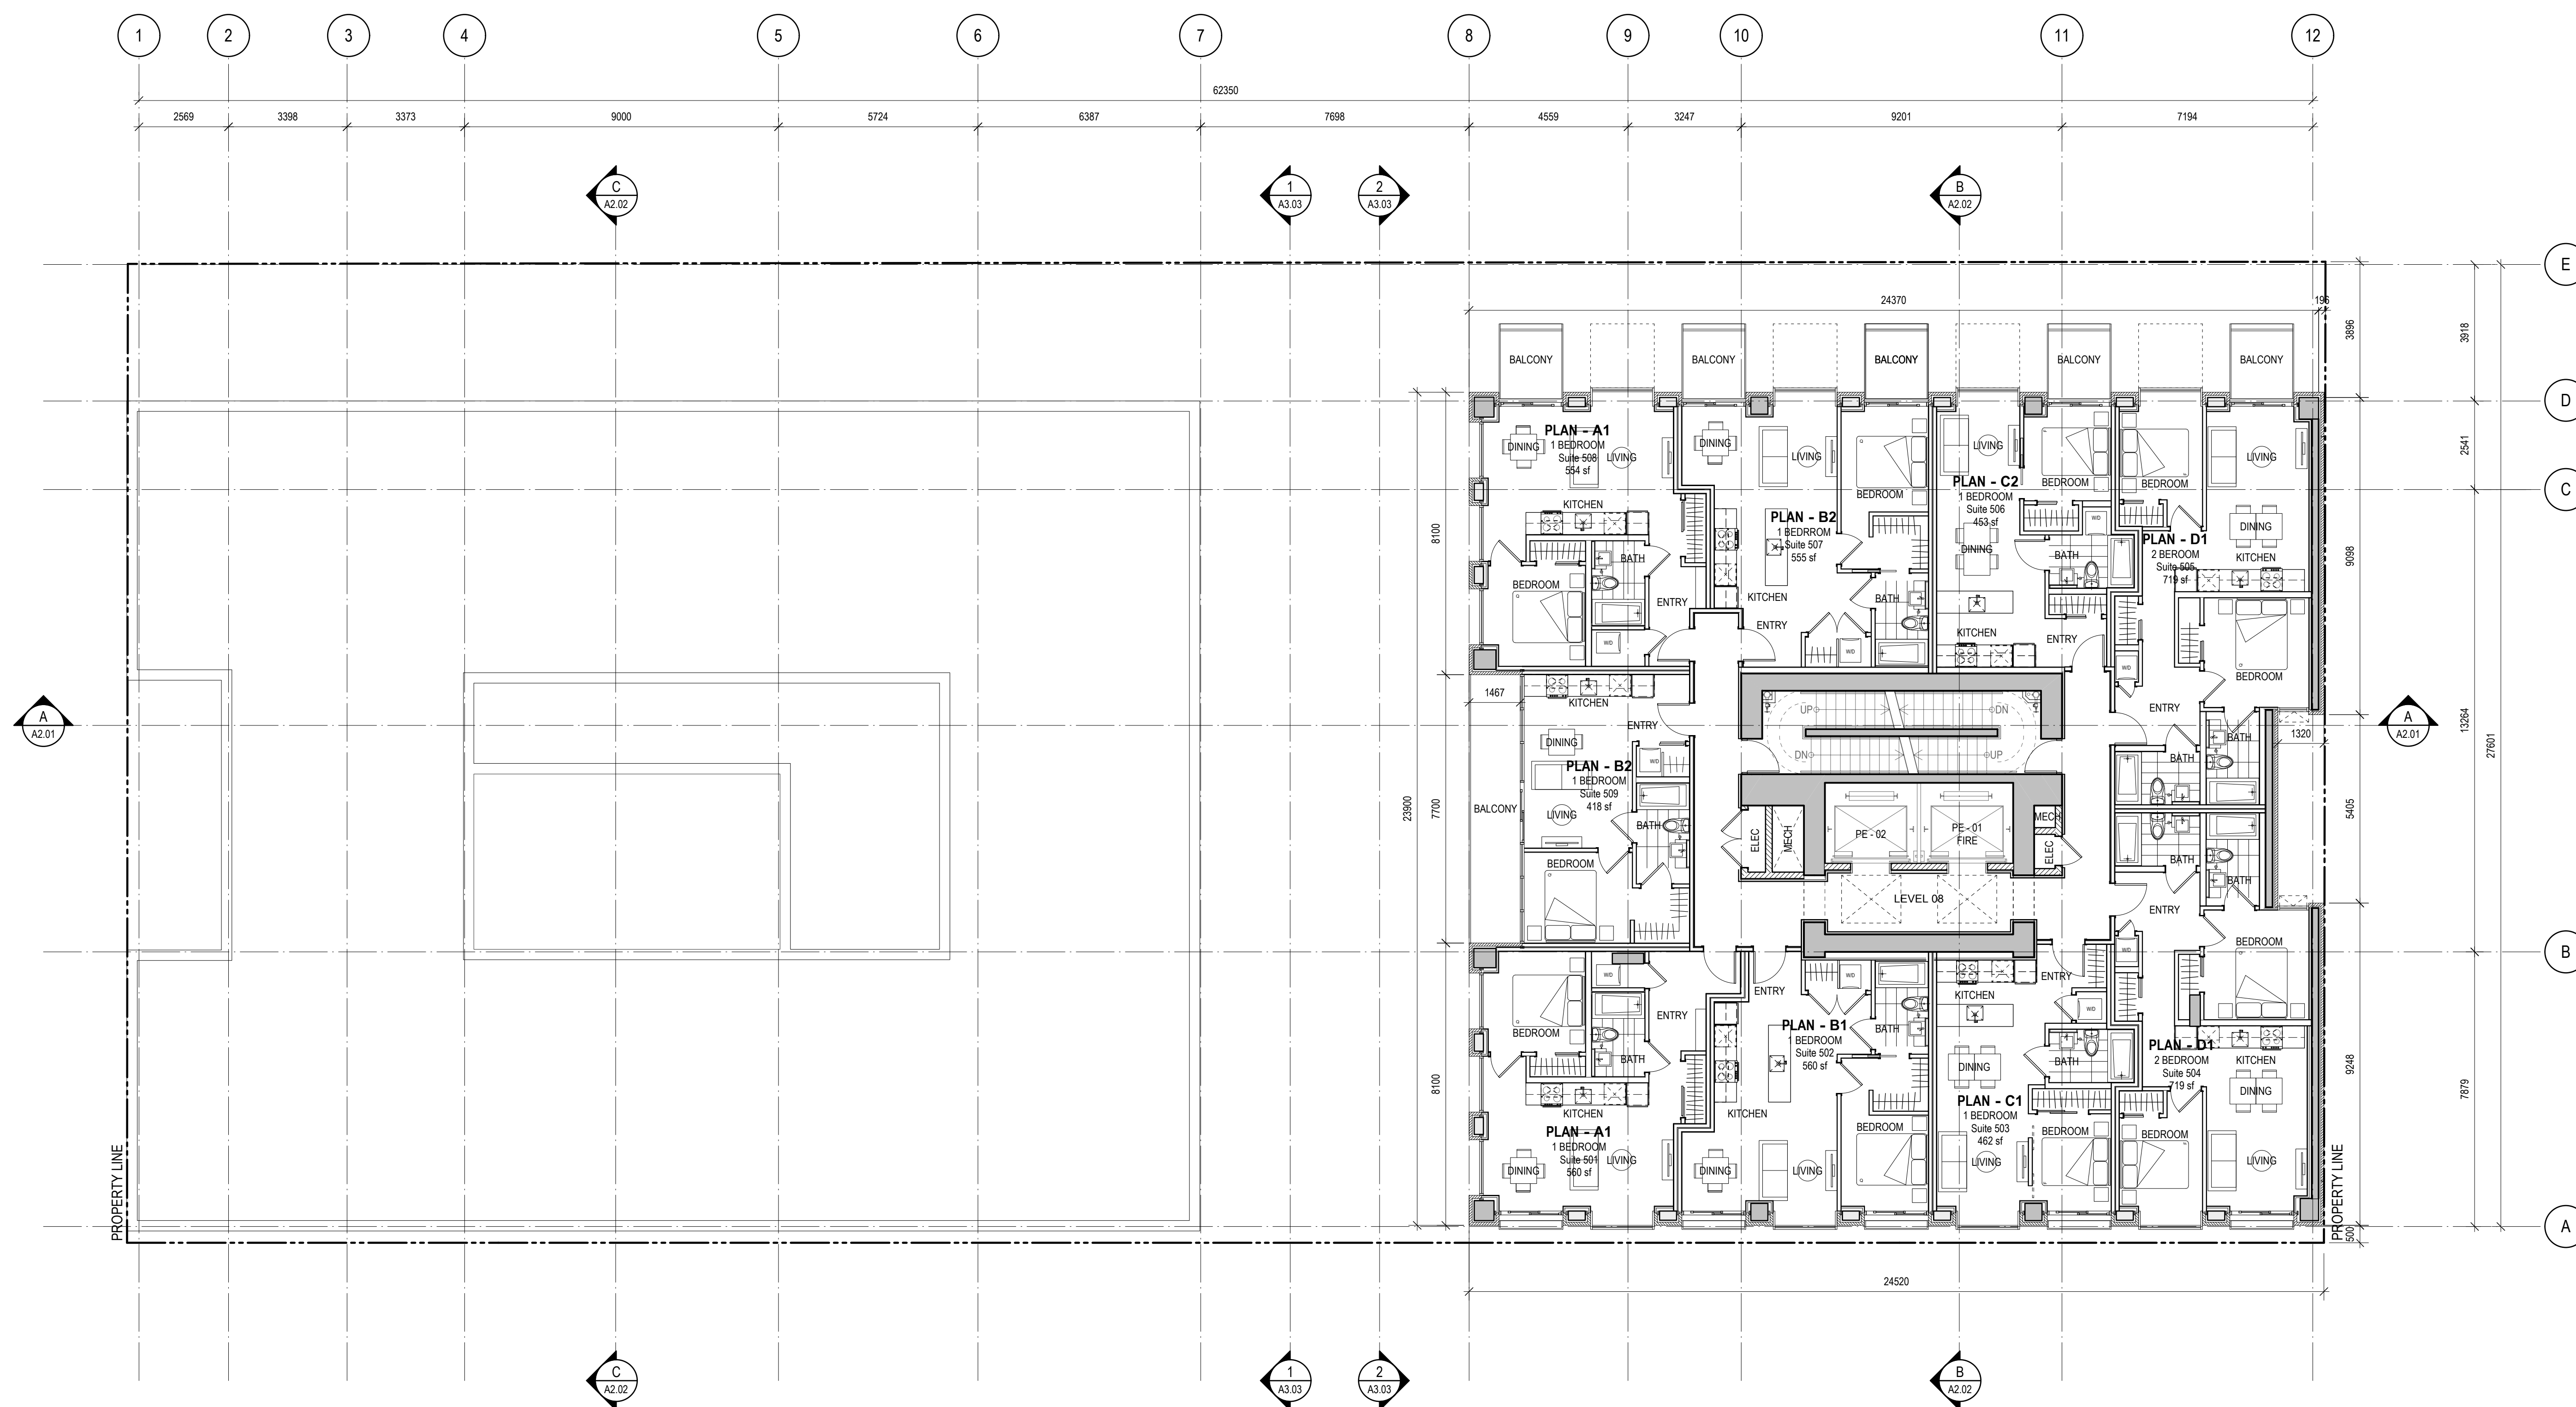 1 2 3 4 5 6 7 8 9 10 11 12
62350
2569 3398 3373 9000 5724 6387 7698 4559 3247 9201 7194
C
A2.02
1
A3.03
2
A3.03
B
A2.02
E
24370 196
3896
3918
BALCONY BALCONY BALCONY BALCONY BALCONY
D
2541
C
PLAN - A1
1 BEDROOM
Suite 508
554 sf
DINING
LIVING
KITCHEN
BATH
BEDROOM
ENTRY
W/D
DINING
LIVING
BEDROOM
PLAN - B2
1 BEDRROM
Suite 507
555 sf
KITCHEN
BATH
ENTRY
W/D
LIVING
PLAN - C2
1 BEDROOM
Suite 506
453 sf
BEDROOM
W/D
DINING
BATH
KITCHEN
ENTRY
BEDROOM
LIVING
DINING
PLAN - D1
2 BEROOM
Suite 505
719 sf
KITCHEN
W/D
BEDROOM
ENTRY
BATH
BATH
8100
9098
1467
KITCHEN
ENTRY
DINING
W/D
PLAN - B2
1 BEDROOM
Suite 509
418 sf
BALCONY
LIVING
BATH
BEDROOM
UP DN
DN UP
ELEC
MECH
PE - 02
PE - 01
FIRE
MECH
ELEC
LEVEL 08
A
A2.01
A
A2.01
1320
13264
27601
23900
7700
5405
BATH
BATH
ENTRY
W/D
BEDROOM
B
W/D
BEDROOM
ENTRY
BATH
KITCHEN
PLAN - A1
1 BEDROOM
Suite 501
560 sf
DINING
LIVING
ENTRY
W/D
PLAN - B1
1 BEDROOM
Suite 502
560 sf
BATH
KITCHEN
BEDROOM
DINING
LIVING
KITCHEN
ENTRY
W/D
BATH
DINING
PLAN - C1
1 BEDROOM
Suite 503
462 sf
BEDROOM
LIVING
PLAN - D1
2 BEDROOM
Suite 504
719 sf
KITCHEN
DINING
BEDROOM
LIVING
8100
9248
7879
PROPERTY LINE
PROPERTY LINE
500
A
24520
C
A2.02
1
A3.03
2
A3.03
B
A2.02